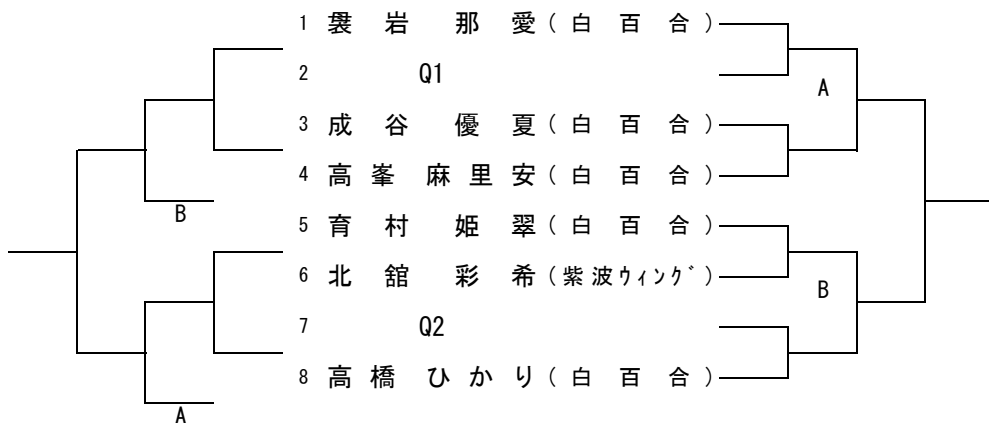 1 袰岩 那愛(白百合)
2 Q1
A
3 成谷 優夏(白百合)
4 高峯 麻里安(白百合)
B
5 育村 姫翠(白百合)
6 北舘 彩希(紫波ウィング)
B
7 Q2
8 高橋 ひかり(白百合)
A